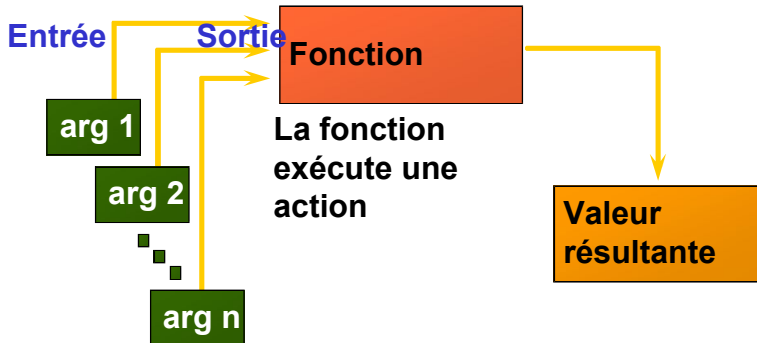 Entrée
Sortie
Fonction
arg 1
La fonction
exécute une
action
arg 2
Valeur
résultante
arg n